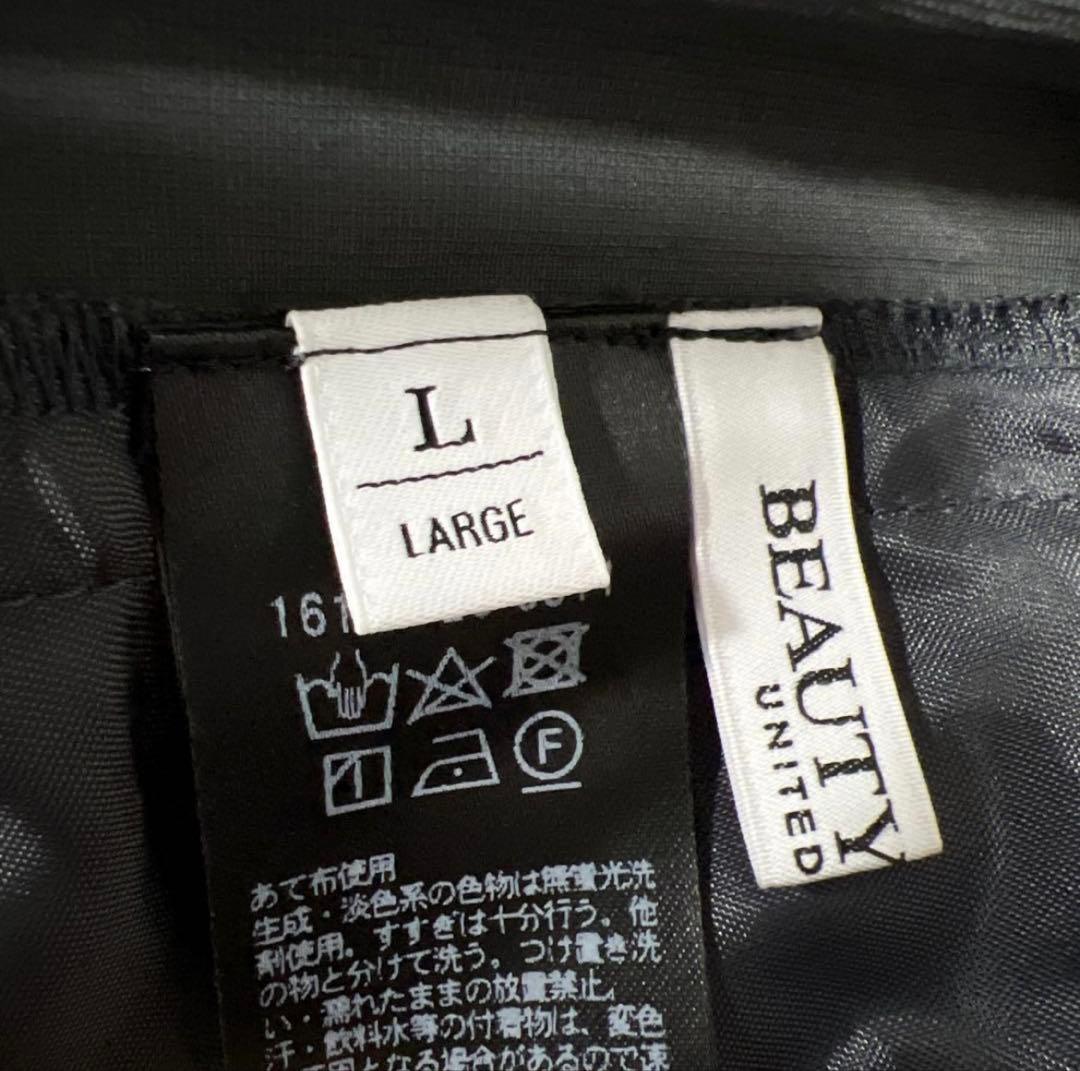 L
LARGE
BEAUTY
UNITED
F
あて布使用
生成・淡色系の色物は無蛍光洗
剤使用。すすぎは十分行う。他
の物と分けて洗う。つけ置き洗
い・濡れたままの放置禁止。
汗・飲料水等の付着物は、変色
因となる場合があるので速